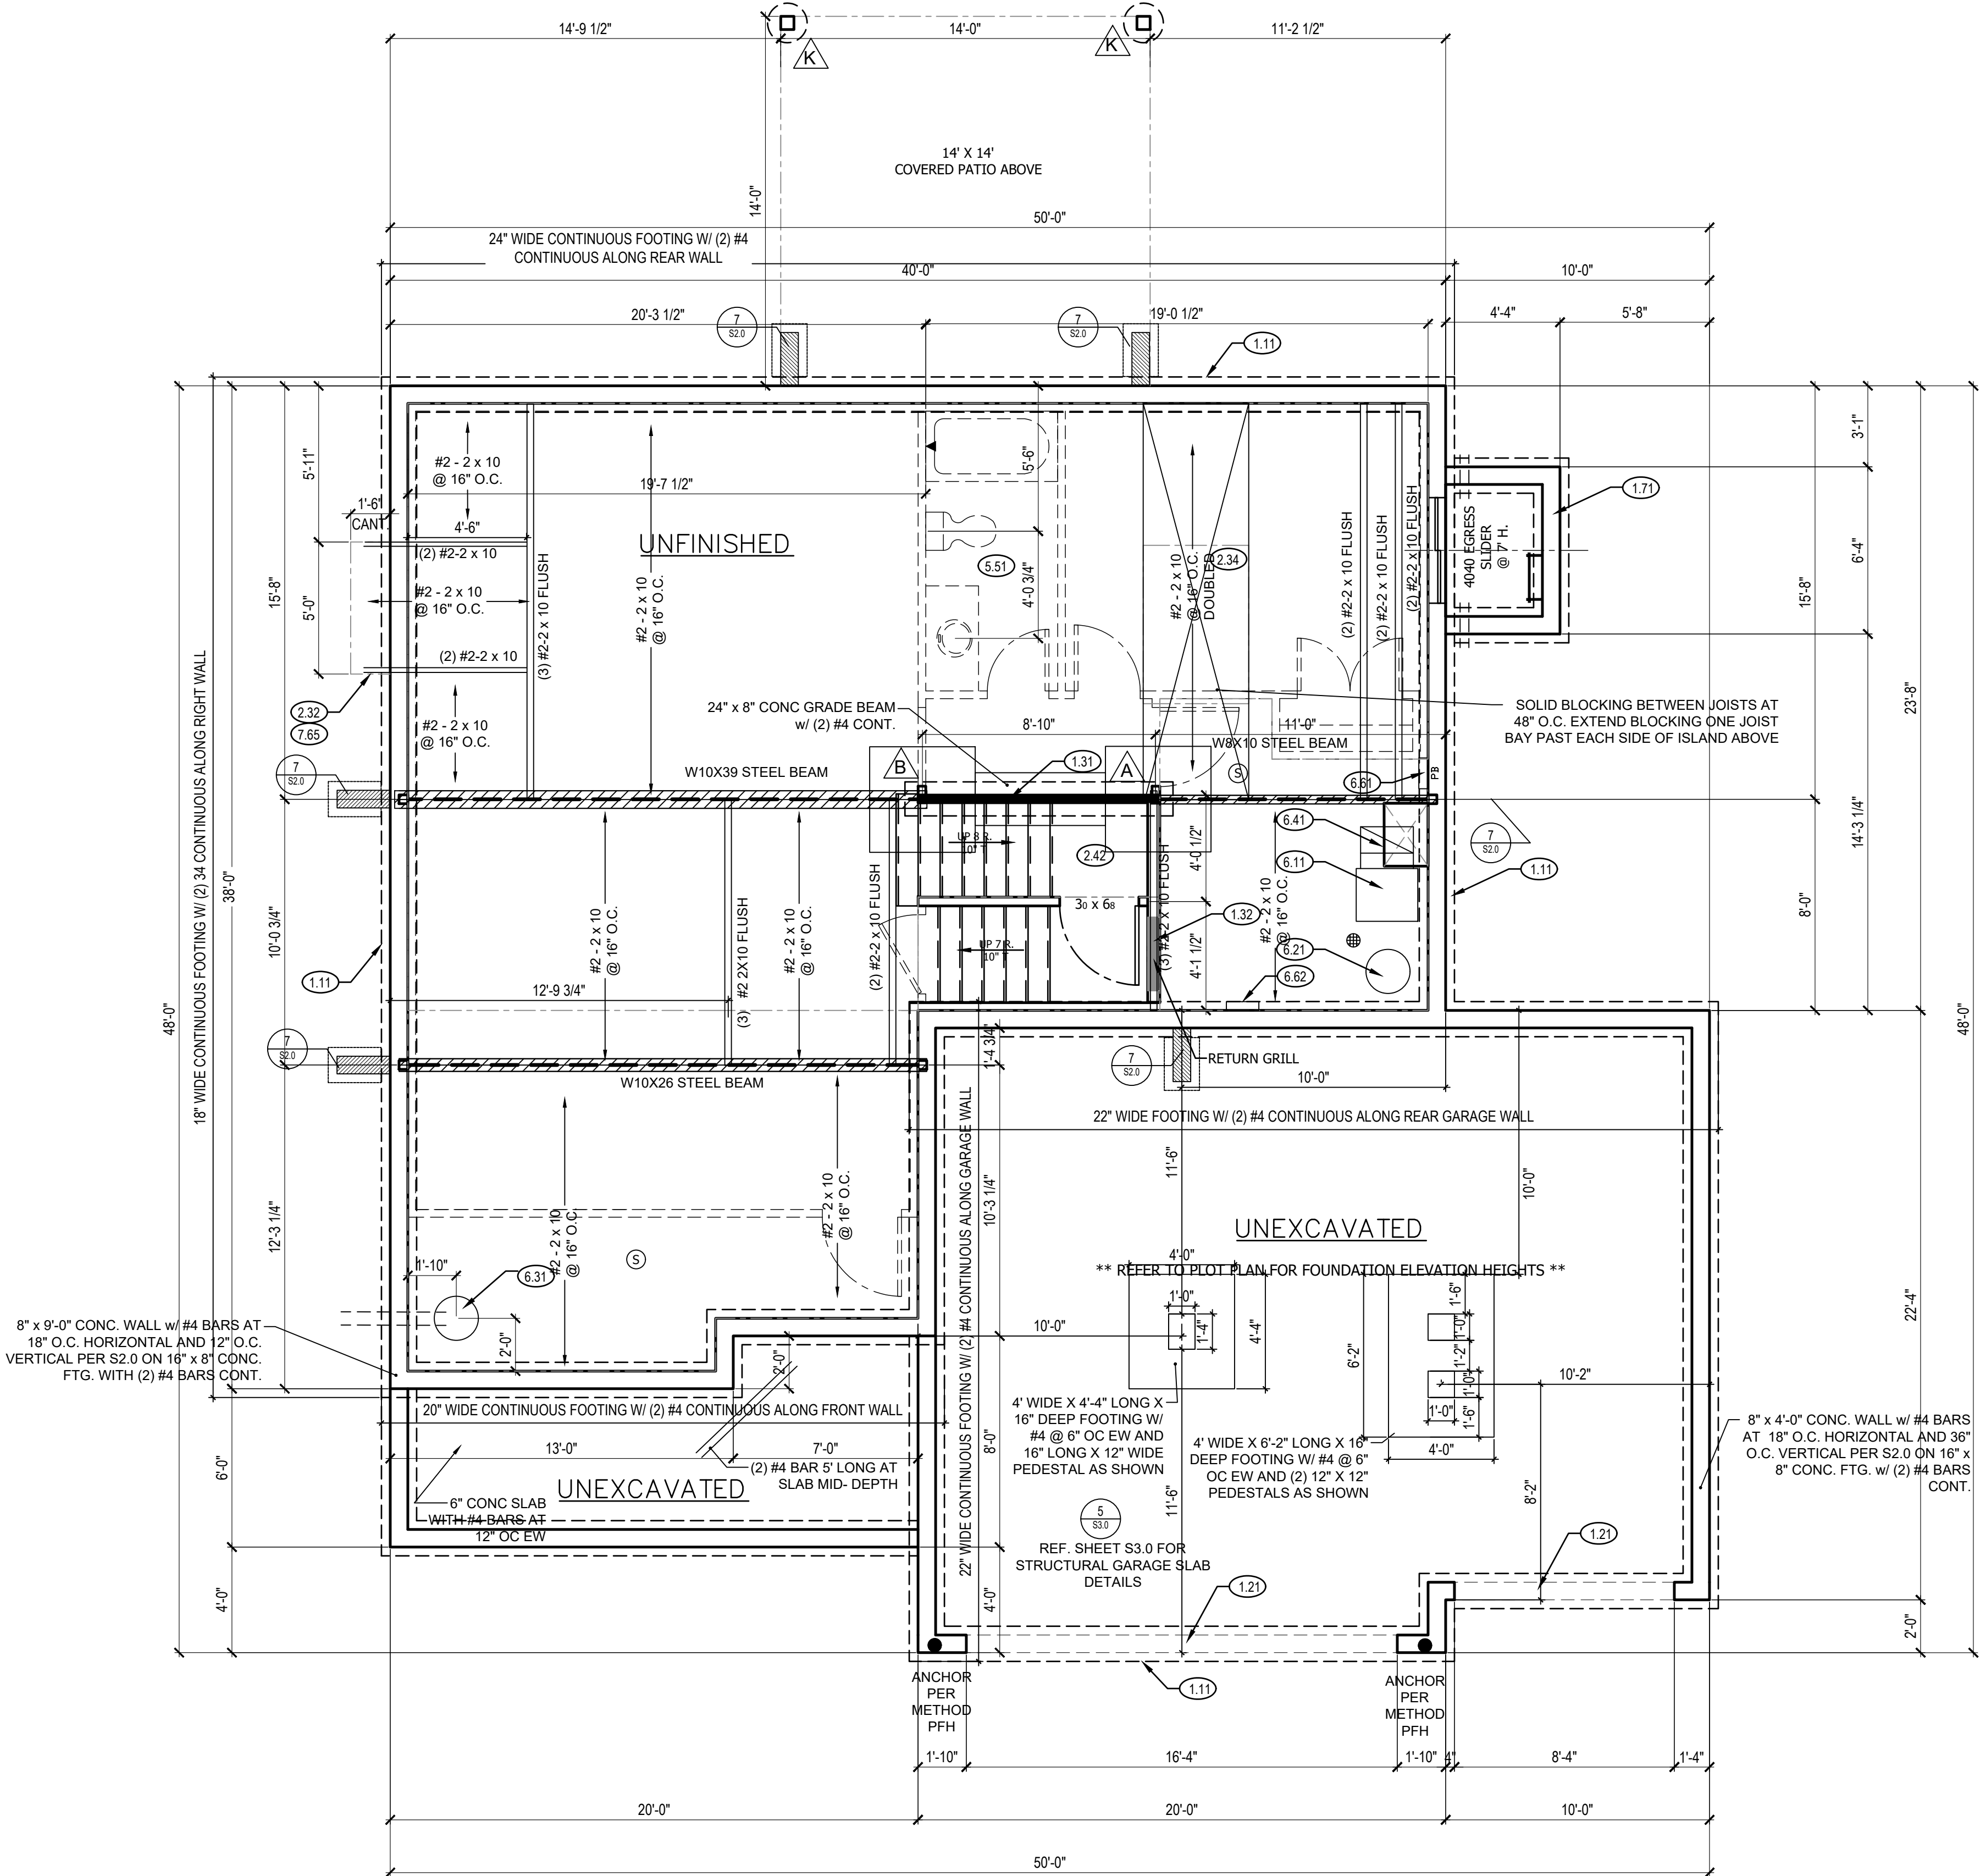 14'-9 1/2"
14'-0"
11'-2 1/2"
K
K
14' X 14'
COVERED PATIO ABOVE
14'-0"
50'-0"
24" WIDE CONTINUOUS FOOTING W/ (2) #4
CONTINUOUS ALONG REAR WALL
40'-0"
10'-0"
20'-3 1/2"
19'-0 1/2"
4'-4"
5'-8"
7
S2.0
7
S2.0
1.11
5'-11"
#2 - 2 x 10
@ 16" O.C.
19'-7 1/2"
5'-6"
3'-1"
1'-6"
CANT.
4'-6"
(2) #2-2 x 10
UNFINISHED
5.51
#2 - 2 x 10
@ 16" O.C.
DOUBLED
2.34
(2) #2-2 x 10 FLUSH
(2) #2-2 x 10 FLUSH
(2) #2-2 x 10 FLUSH
4040 EGRESS
SLIDER
@ 7' H.
1.71
6'-4"
15'-8"
5'-0"
#2 - 2 x 10
@ 16" O.C.
(3) #2-2 x 10 FLUSH
#2 - 2 x 10
@ 16" O.C.
4'-0 3/4"
15'-8"
23'-8"
(2) #2-2 x 10
18" WIDE CONTINUOUS FOOTING W/ (2) 34 CONTINUOUS ALONG RIGHT WALL
2.32
7.65
#2 - 2 x 10
@ 16" O.C.
24" x 8" CONC GRADE BEAM
w/ (2) #4 CONT.
8'-10"
11'-0"
SOLID BLOCKING BETWEEN JOISTS AT
48" O.C. EXTEND BLOCKING ONE JOIST
BAY PAST EACH SIDE OF ISLAND ABOVE
W8X10 STEEL BEAM
7
S2.0
W10X39 STEEL BEAM
B
1.31
A
S
6.61
PB
38'-0"
48'-0"
10'-0 3/4"
UP 8 R.
10" T
2.42
4'-0 1/2"
6.41
6.11
7
S2.0
1.11
14'-3 1/4"
8'-0"
48'-0"
#2 - 2 x 10
@ 16" O.C.
(3) #2 2X10 FLUSH
#2 - 2 x 10
@ 16" O.C.
(2) #2-2 x 10 FLUSH
30 x 68
(3) #2-2 x 10 FLUSH
1.32
#2 - 2 x 10
@ 16" O.C.
UP 7 R.
10" T
4'-1 1/2"
6.21
6.62
1.11
12'-9 3/4"
7
S2.0
W10X26 STEEL BEAM
1'-4 3/4"
7
S2.0
RETURN GRILL
10'-0"
22" WIDE FOOTING W/ (2) #4 CONTINUOUS ALONG REAR GARAGE WALL
22" WIDE CONTINUOUS FOOTING W/ (2) #4 CONTINUOUS ALONG GARAGE WALL
12'-3 1/4"
#2 - 2 x 10
@ 16" O.C.
#2 - 2 x 10
@ 16" O.C.
10'-3 1/4"
11'-6"
10'-0"
UNEXCAVATED
** REFER TO PLOT PLAN FOR FOUNDATION ELEVATION HEIGHTS **
1'-10"
6.31
S
2'-0"
4'-0"
1'-0"
1'-4"
4'-4"
10'-0"
6'-2"
1'-6"
1'-0"
1'-2"
1'-0"
1'-6"
1'-0"
4'-0"
10'-2"
22'-4"
8" x 9'-0" CONC. WALL w/ #4 BARS AT
18" O.C. HORIZONTAL AND 12" O.C.
VERTICAL PER S2.0 ON 16" x 8" CONC.
FTG. WITH (2) #4 BARS CONT.
2'-0"
20" WIDE CONTINUOUS FOOTING W/ (2) #4 CONTINUOUS ALONG FRONT WALL
13'-0"
7'-0"
(2) #4 BAR 5' LONG AT
SLAB MID- DEPTH
UNEXCAVATED
6" CONC SLAB
WITH #4 BARS AT
12" OC EW
6'-0"
8'-0"
4' WIDE X 4'-4" LONG X
16" DEEP FOOTING W/
#4 @ 6" OC EW AND
16" LONG X 12" WIDE
PEDESTAL AS SHOWN
4' WIDE X 6'-2" LONG X 16"
DEEP FOOTING W/ #4 @ 6"
OC EW AND (2) 12" X 12"
PEDESTALS AS SHOWN
8" x 4'-0" CONC. WALL w/ #4 BARS
AT 18" O.C. HORIZONTAL AND 36"
O.C. VERTICAL PER S2.0 ON 16" x
8" CONC. FTG. w/ (2) #4 BARS
CONT.
11'-6"
8'-2"
5
S3.0
REF. SHEET S3.0 FOR
STRUCTURAL GARAGE SLAB
DETAILS
1.21
1.21
4'-0"
4'-0"
2'-0"
1.11
ANCHOR
PER
METHOD
PFH
ANCHOR
PER
METHOD
PFH
1'-10"
16'-4"
1'-10"
4"
8'-4"
1'-4"
20'-0"
20'-0"
10'-0"
50'-0"